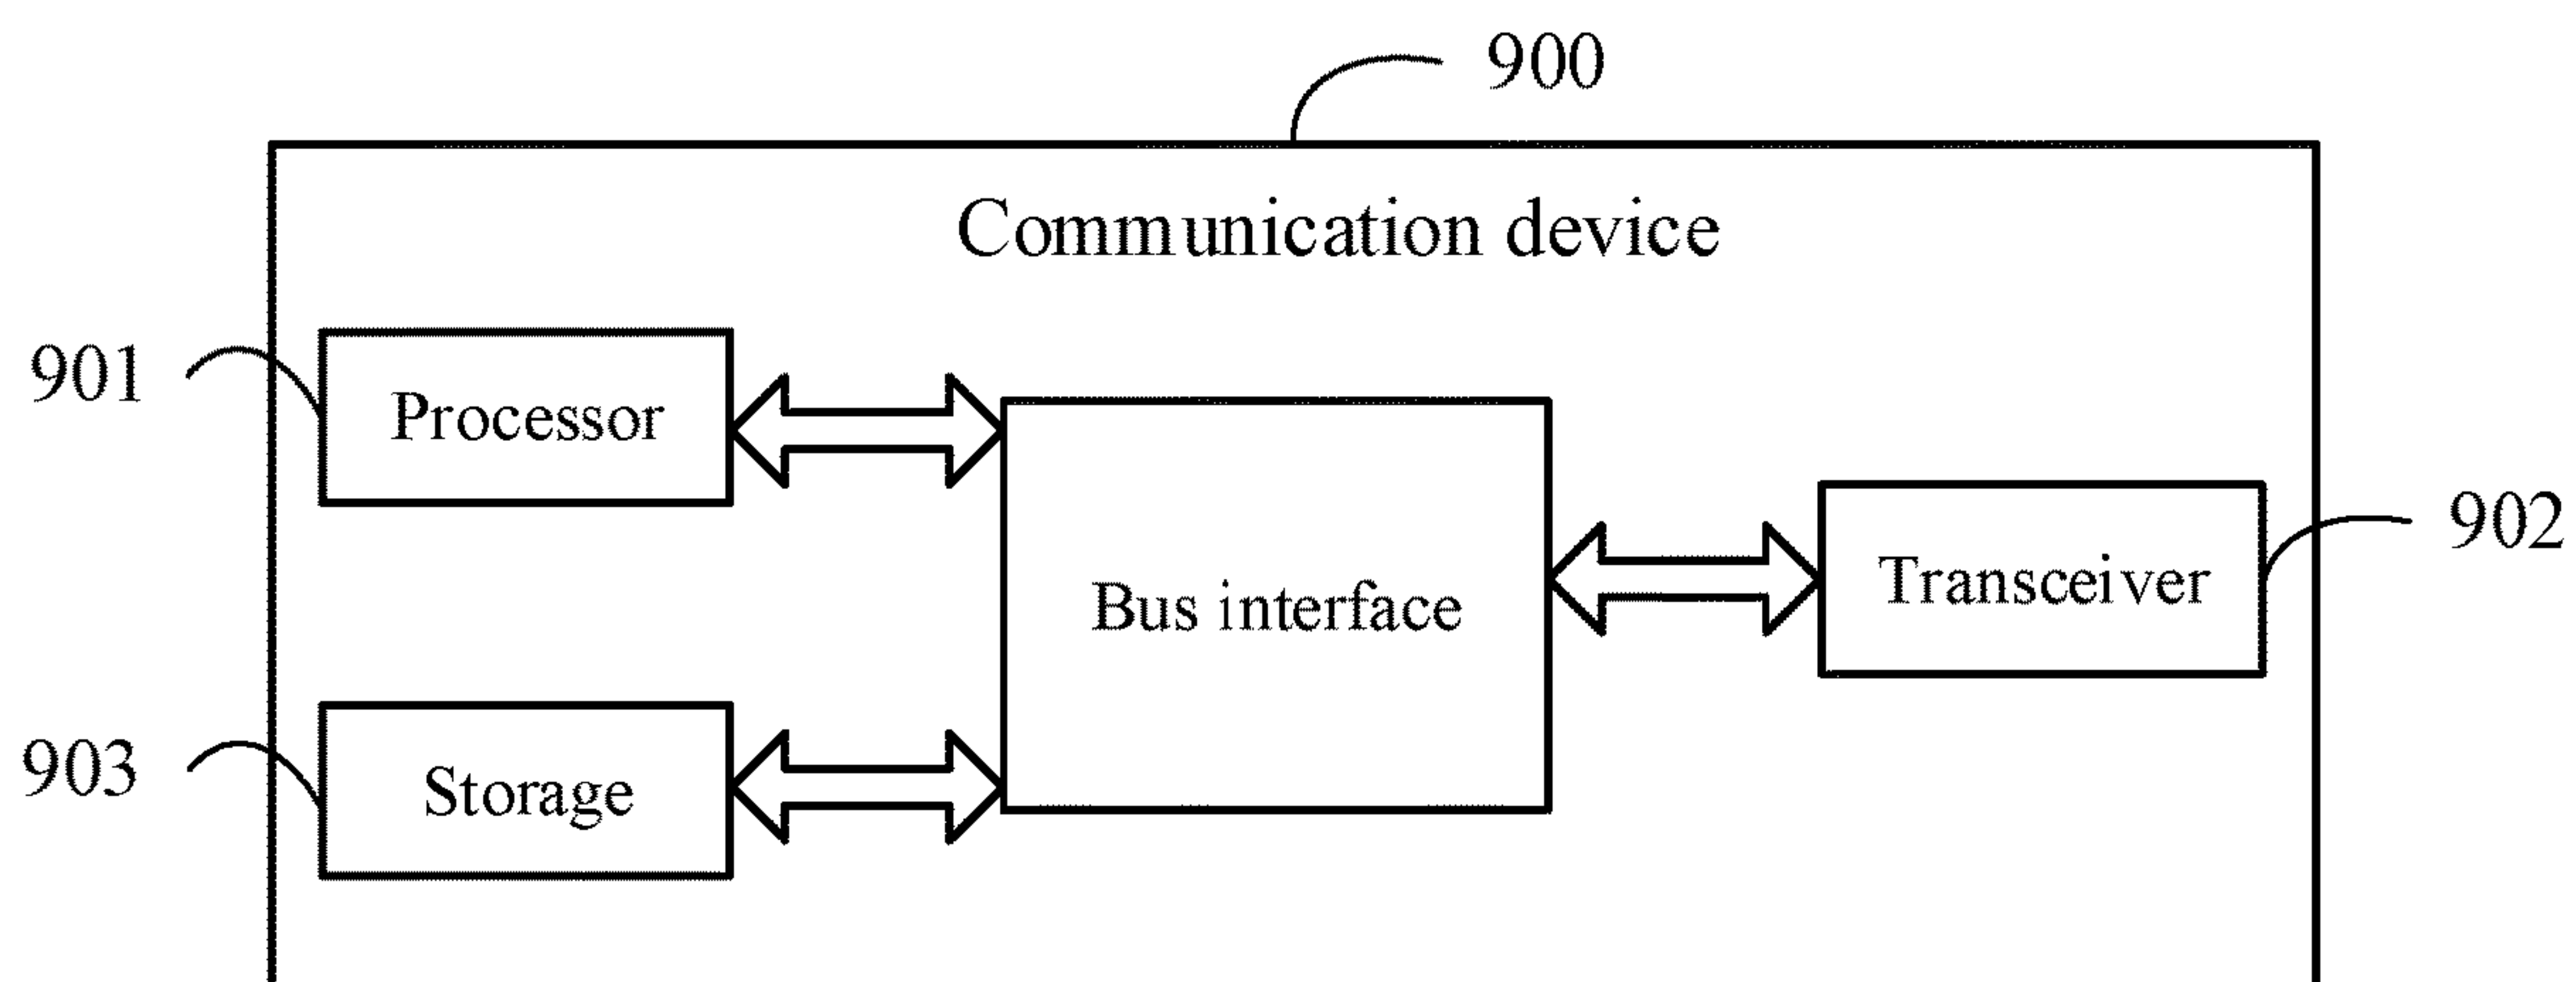 900
Communication device
901
Processor
902
Transceiver
Bus interface
903
Storage